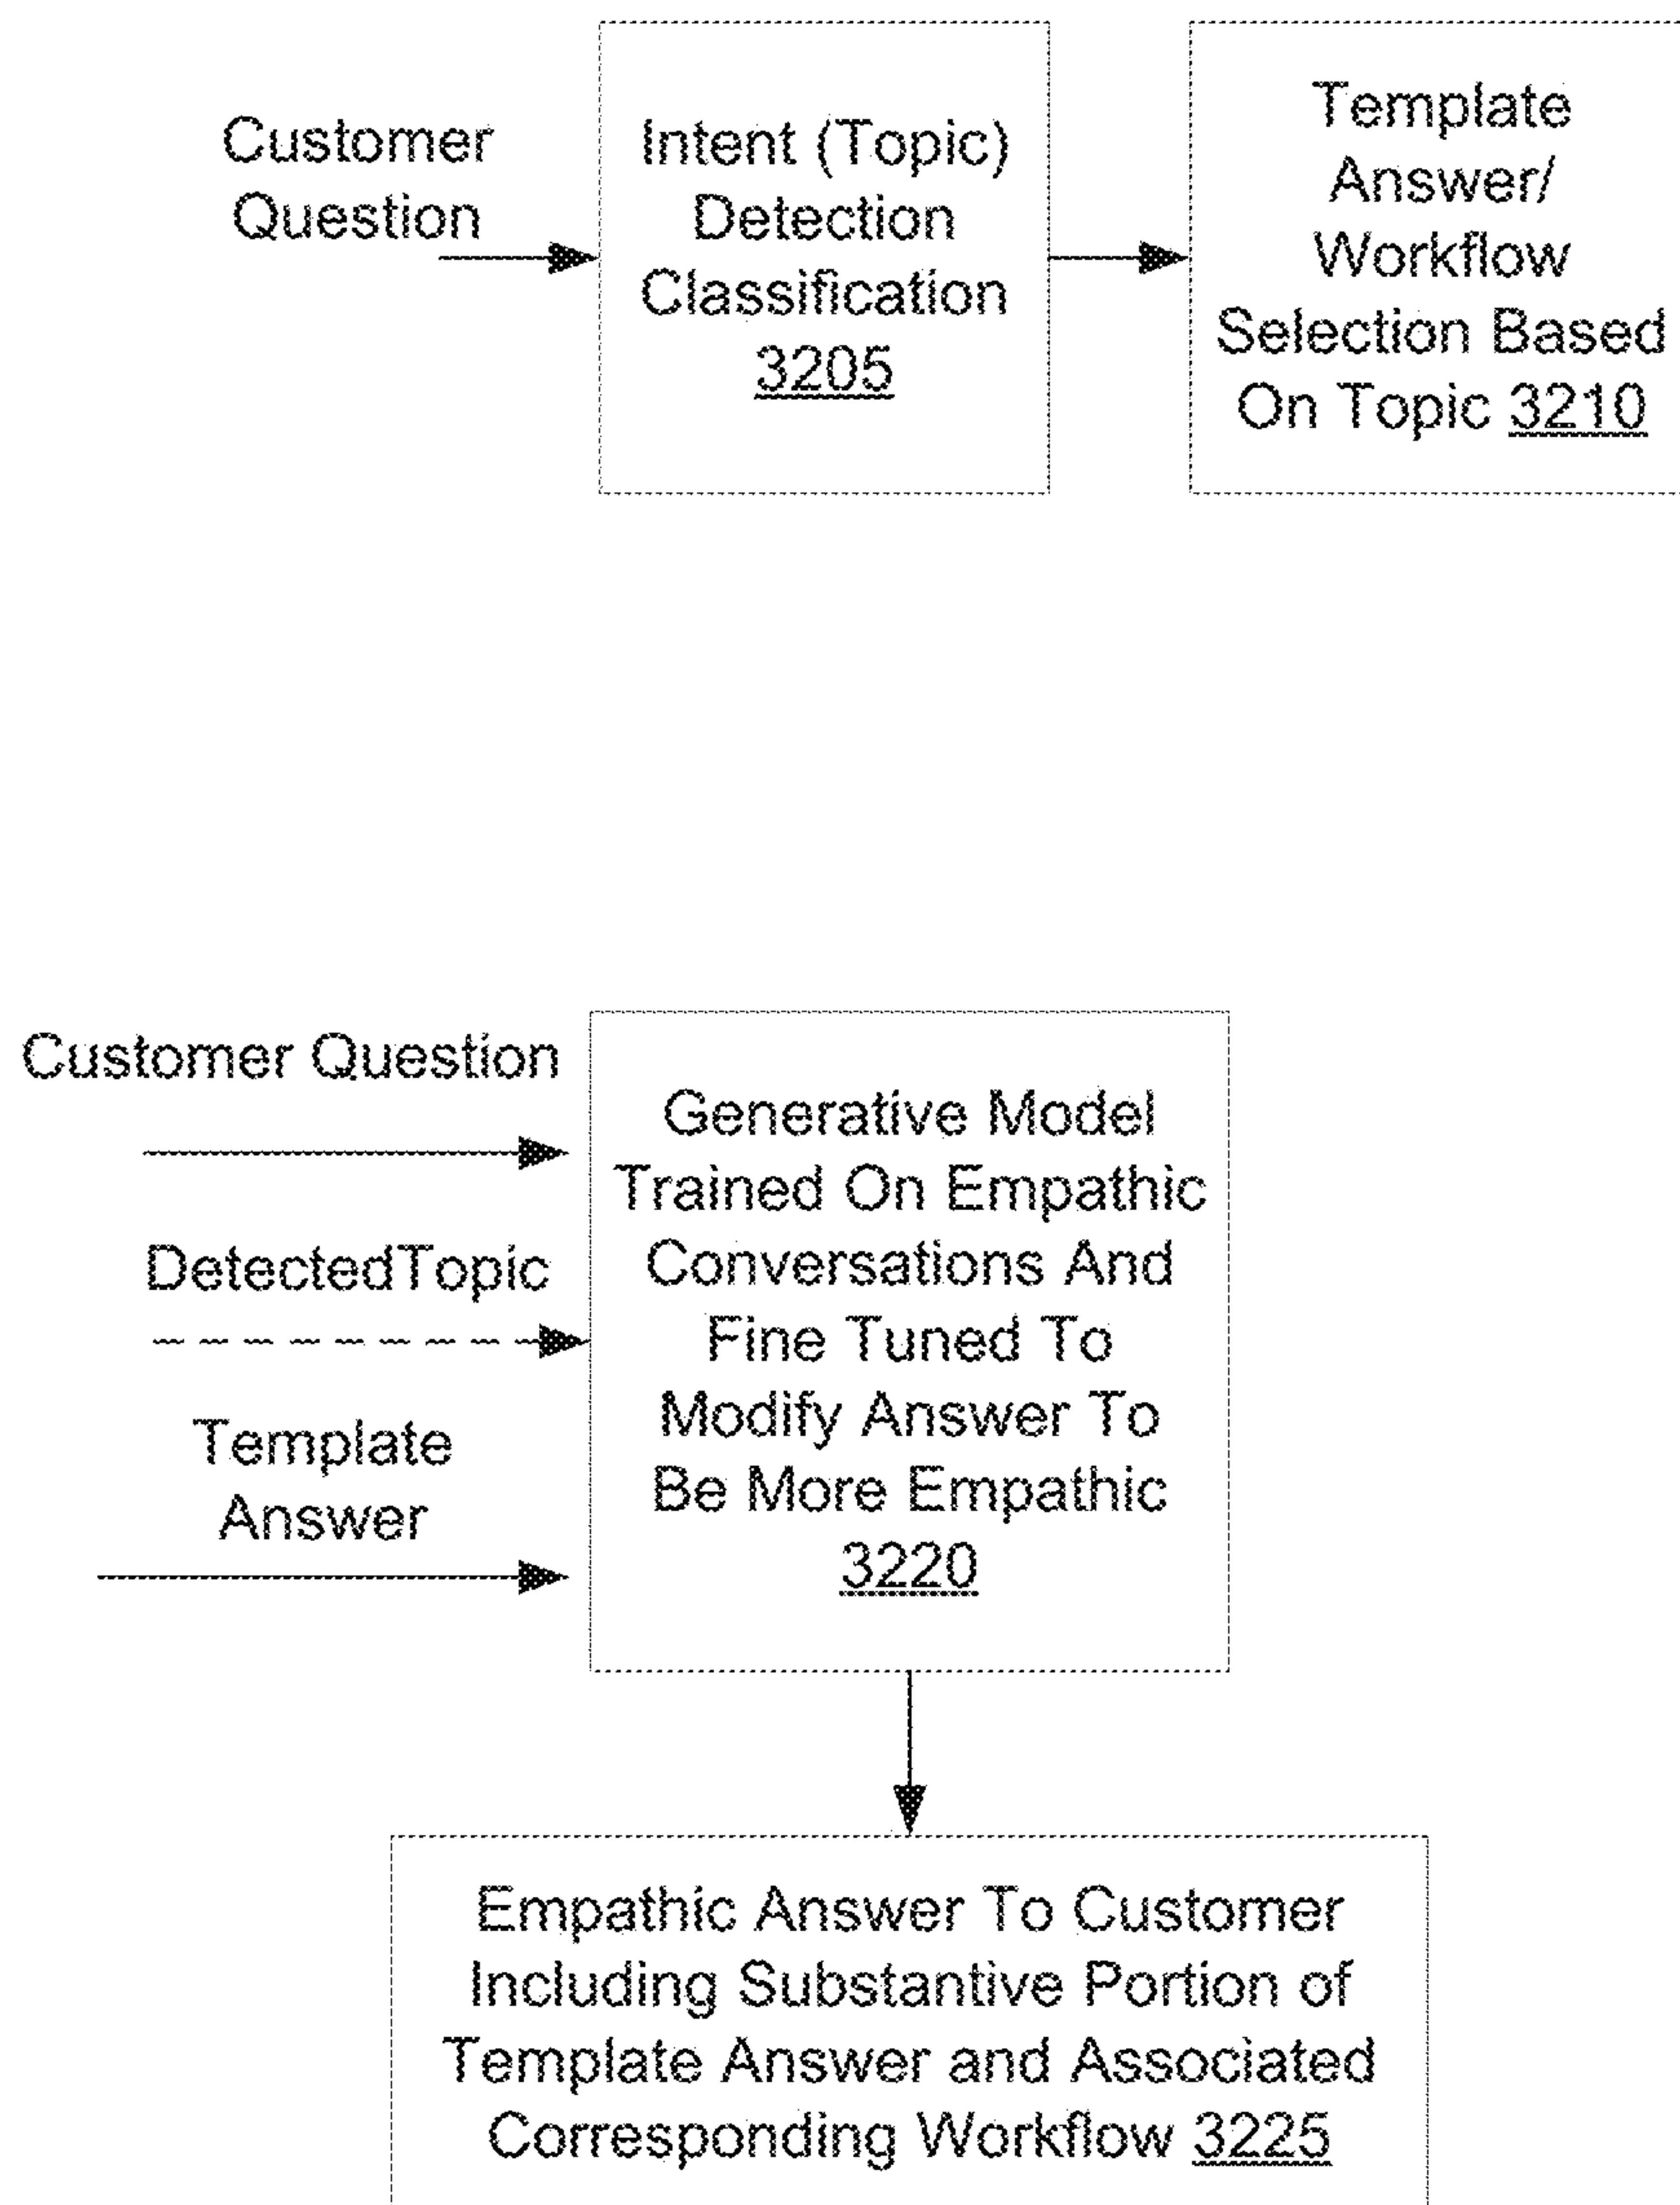 Customer
Question
Intent (Topic)
Detection
Classification
3205
Template
Answer/
Workflow
Selection Based
On Topic 3210
Customer Question
DetectedTopic
Template
Answer
Generative Model
Trained On Empathic
Conversations And
Fine Tuned To
Modify Answer To
Be More Empathic
3220
Empathic Answer To Customer
Including Substantive Portion of
Template Answer and Associated
Corresponding Workflow 3225